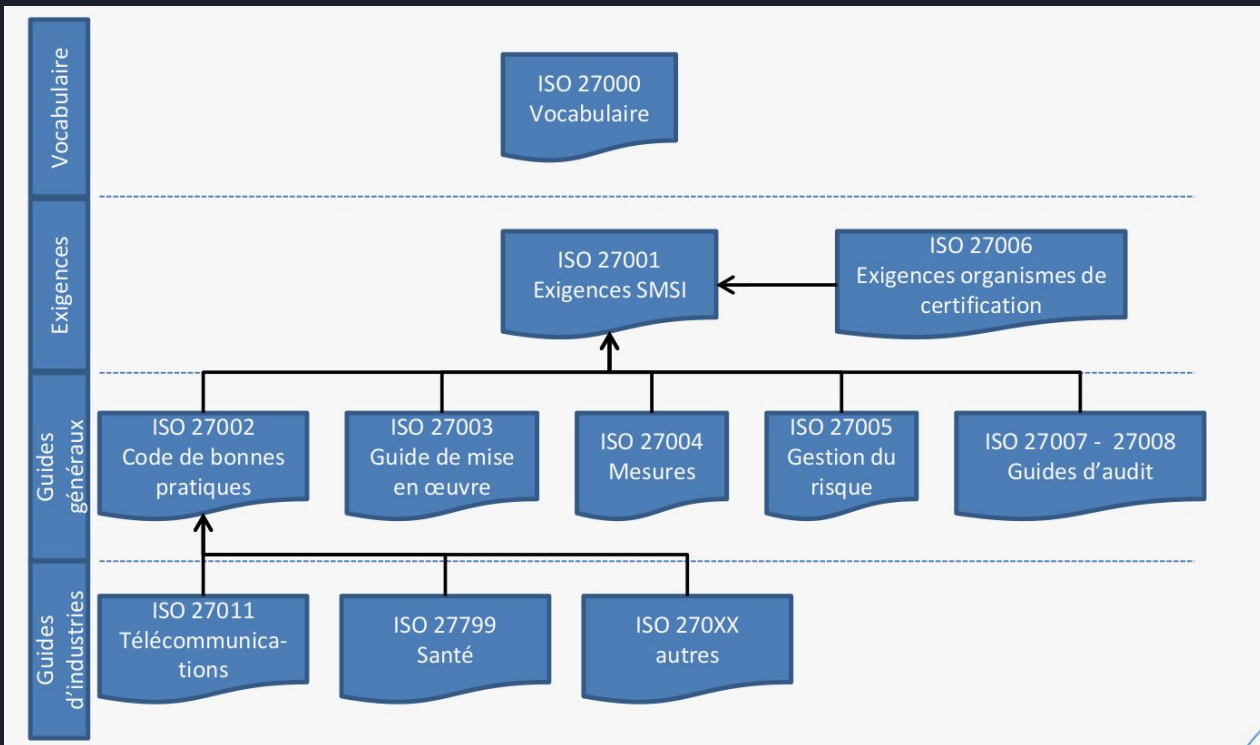 Vocabulaire
ISO 27000
Vocabulaire
Exigences
ISO 27001
Exigences SMSI
ISO 27006
Exigences organismes de
certification
Guides
généraux
ISO 27002
Code de bonnes
pratiques
ISO 27003
Guide de mise
en œuvre
ISO 27004
Mesures
ISO 27005
Gestion du
risque
ISO 27007 - 27008
Guides d’audit
Guides
d’industries
ISO 27011
Télécommunica-
tions
ISO 27799
Santé
ISO 270XX
autres